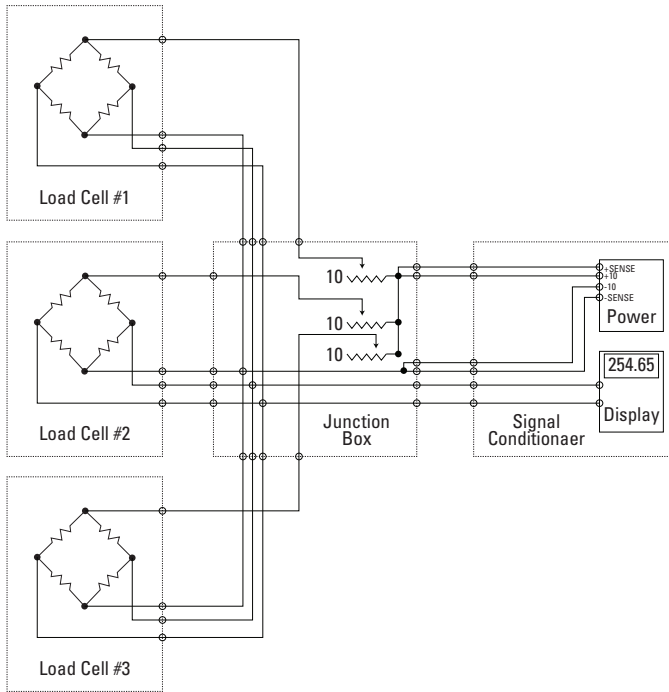 Load Cell #1
10
10
10
+SENSE
+10
-10
-SENSE
Power
254.65
Display
Junction
Box
Signal
Conditionaer
Load Cell #2
Load Cell #3